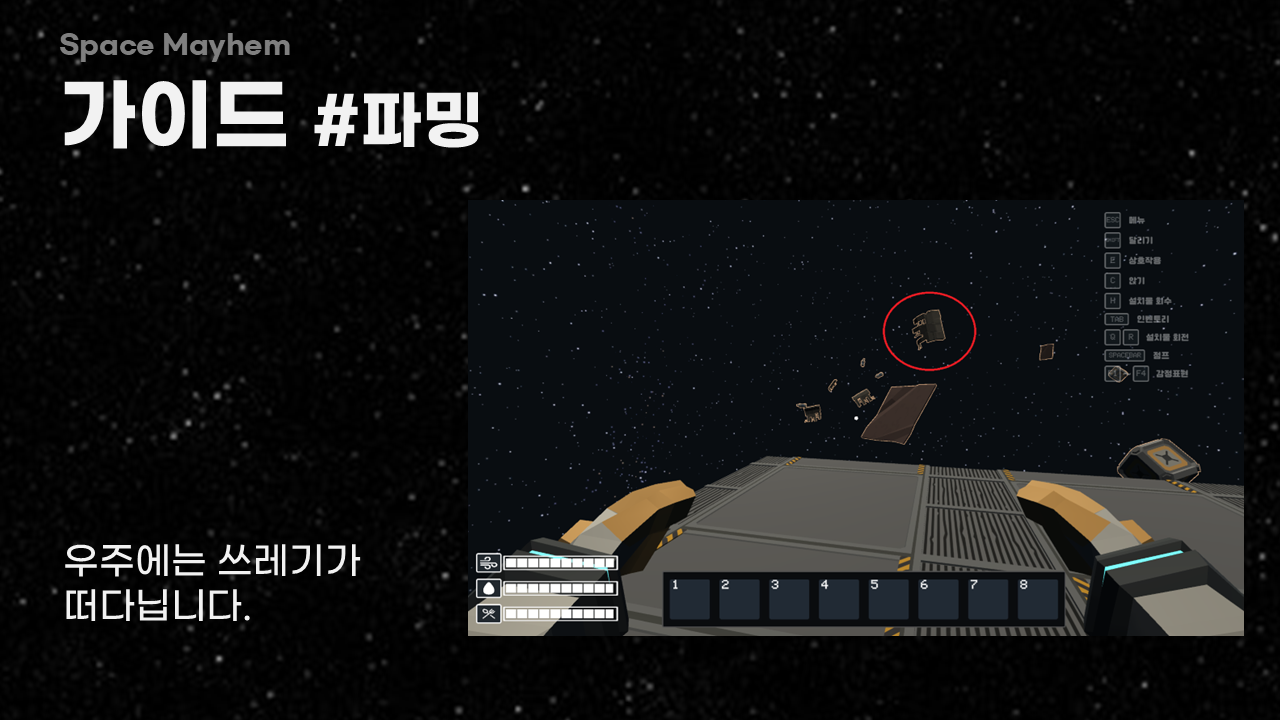 Space Mayhem
가이드 #파밍
ESC 메뉴
달리기
E 상호작용
C 앉기
H 설치물 회수
TAB 인벤토리
Q R 설치물 회전
SPACEBAR 점프
F4 감정표현
1 2 3 4 5 6 7 8
우주에는 쓰레기가
떠다닙니다.